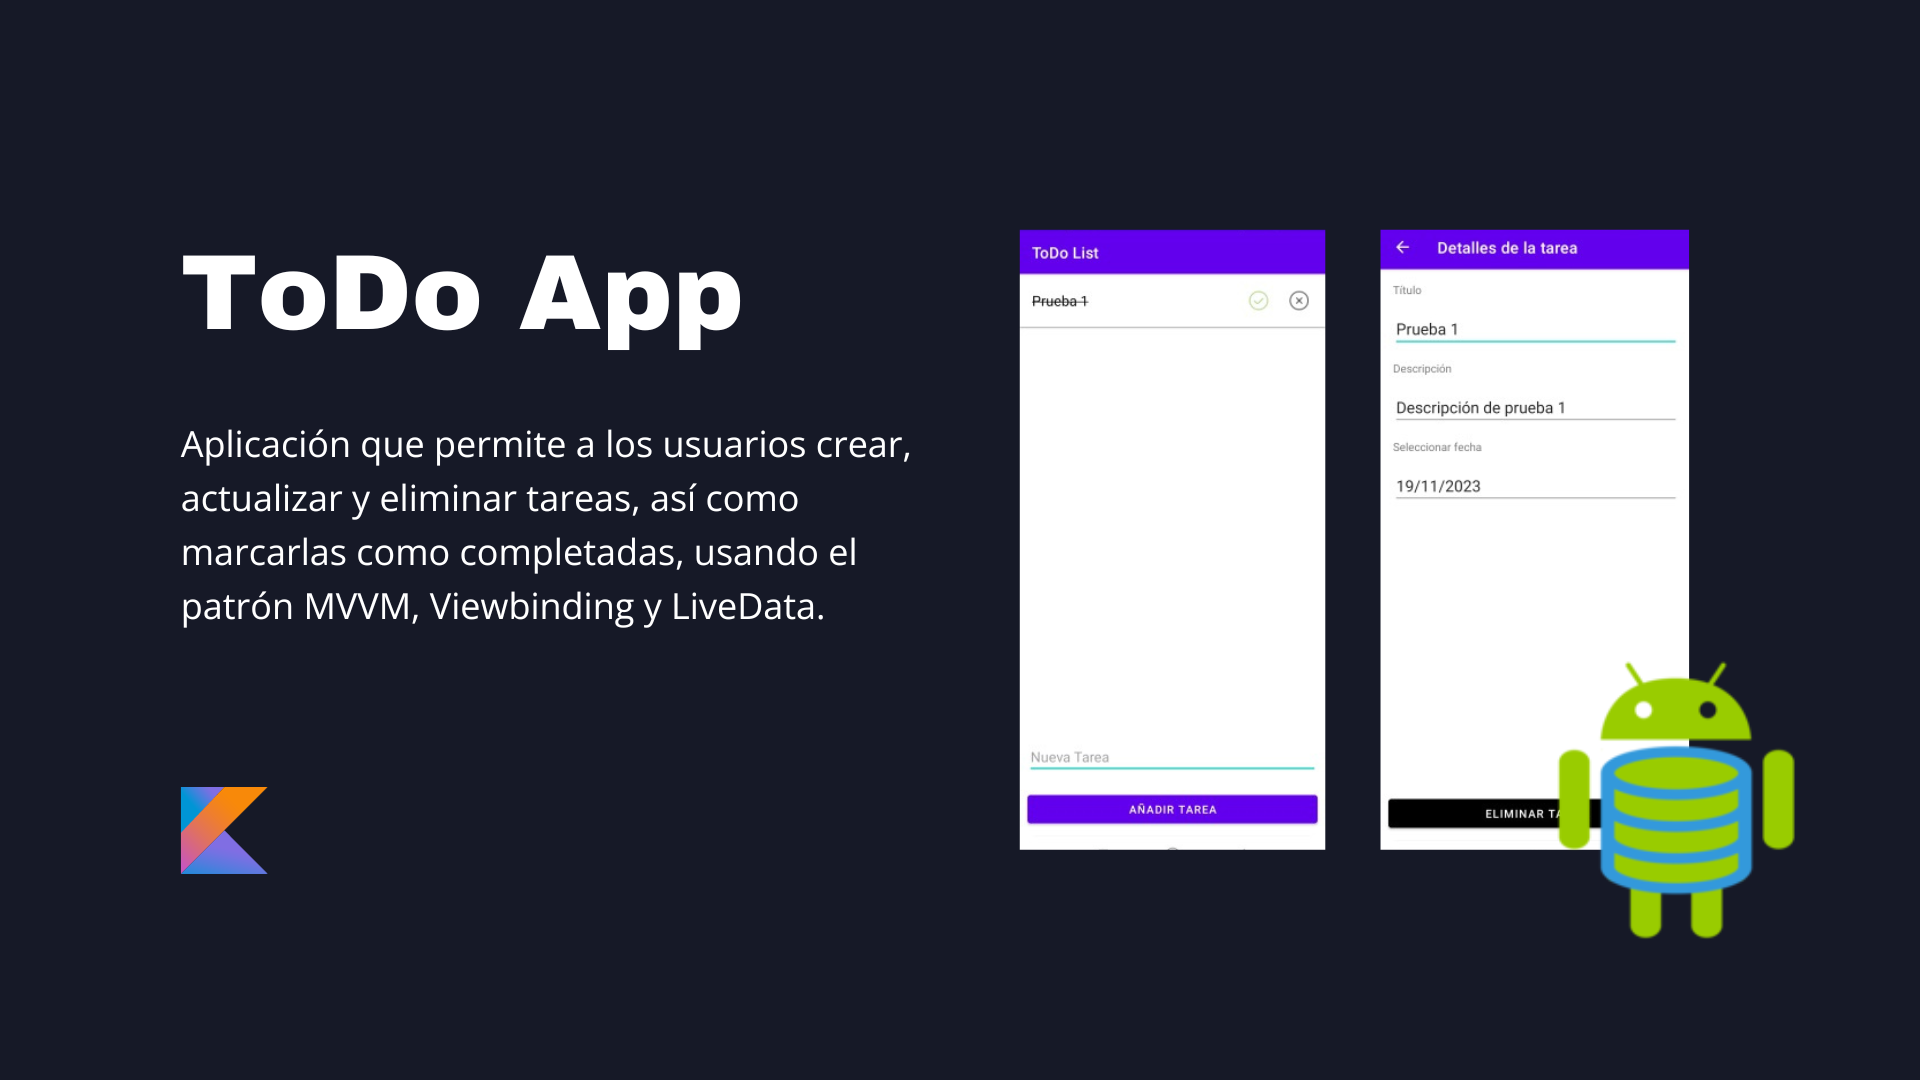 ToDo App
Aplicación que permite a los usuarios crear,
actualizar y eliminar tareas, así como
marcarlas como completadas, usando el
patrón MVVM, Viewbinding y LiveData.
ToDo List
Prueba 1
Nueva Tarea
AÑADIR TAREA
Detalles de la tarea
Título
Prueba 1
Descripción
Descripción de prueba 1
Seleccionar fecha
19/11/2023
ELIMINAR